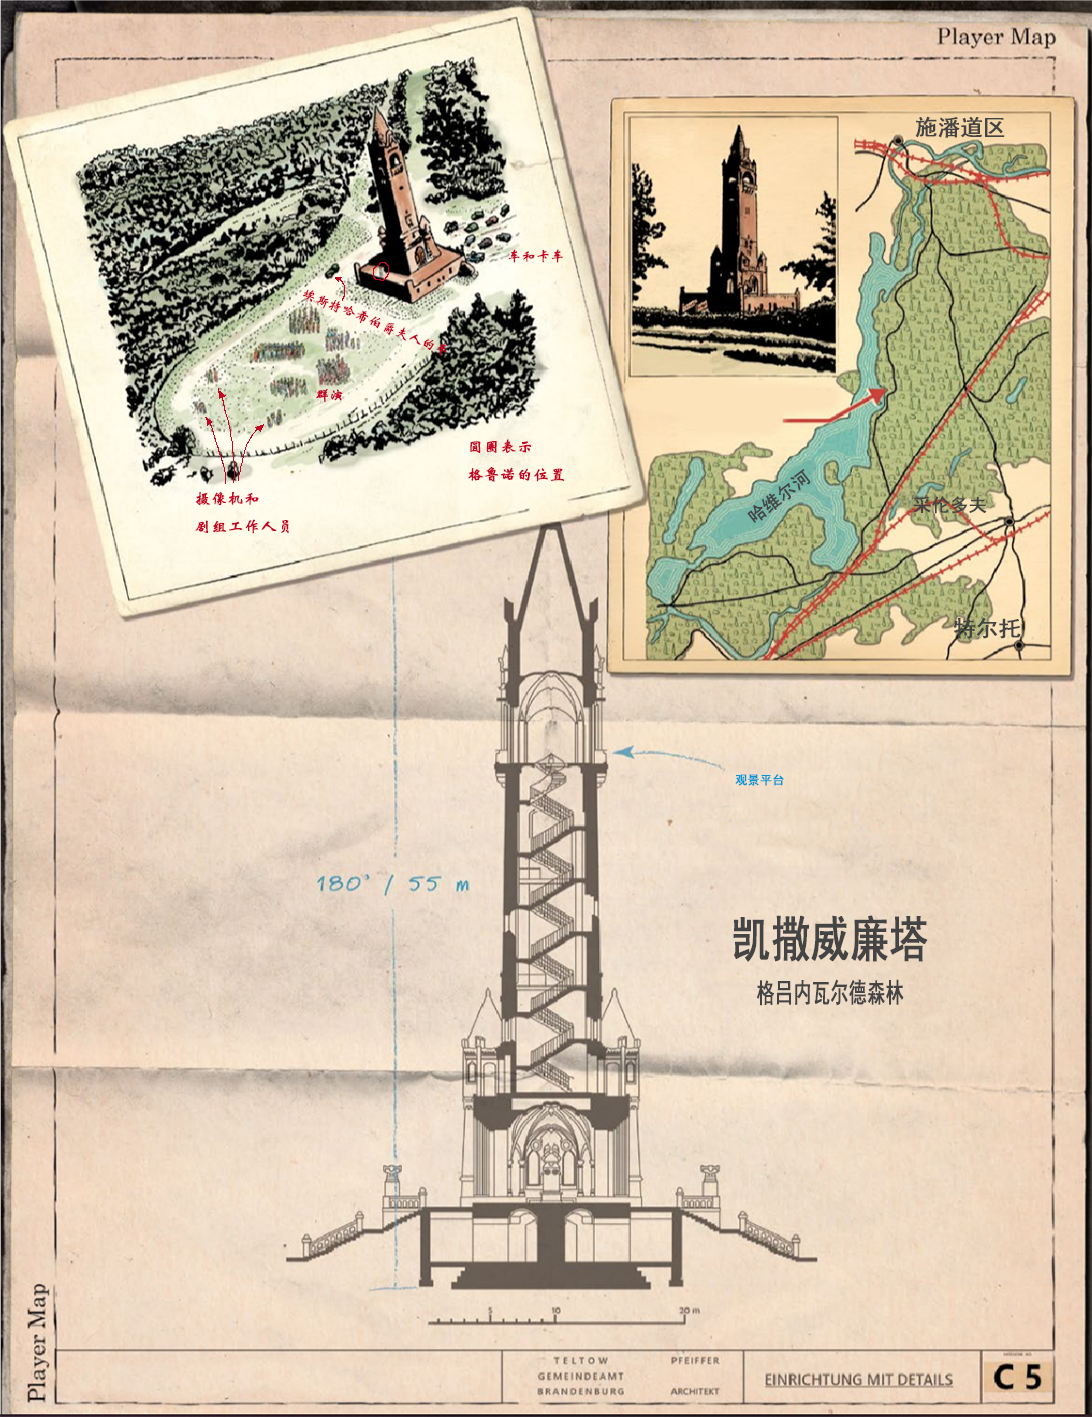 Player Map
车和卡车
埃斯特哈希伯爵夫人的车
群演
圆圈表示
格鲁诺的位置
摄像机和
剧组工作人员
施潘道区
哈维尔河
采伦多夫
特尔托
观景平台
180' / 55 m
凯撒威廉塔
格吕内瓦尔德森林
5 10 20 m
Player Map
TELTOW
GEMEINDEAMT
BRANDENBURG
PFEIFFER
ARCHITEKT
EINRICHTUNG MIT DETAILS
C 5